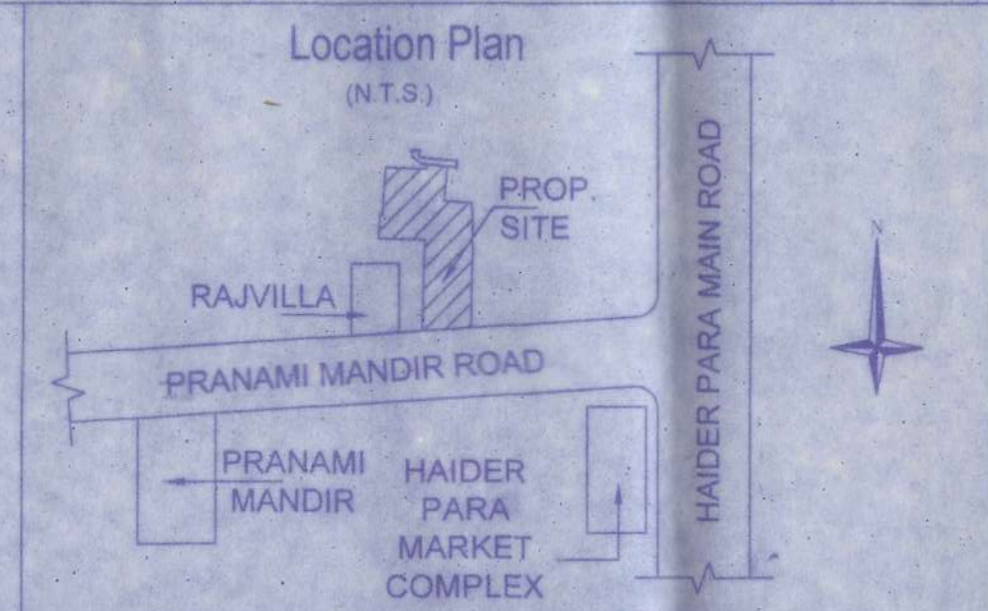 Location Plan
(N.T.S.)
PROP.
SITE
RAJVILLA
PRANAMI MANDIR ROAD
HAIDER PARA MAIN ROAD
N
PRANAMI
MANDIR
HAIDER
PARA
MARKET
COMPLEX